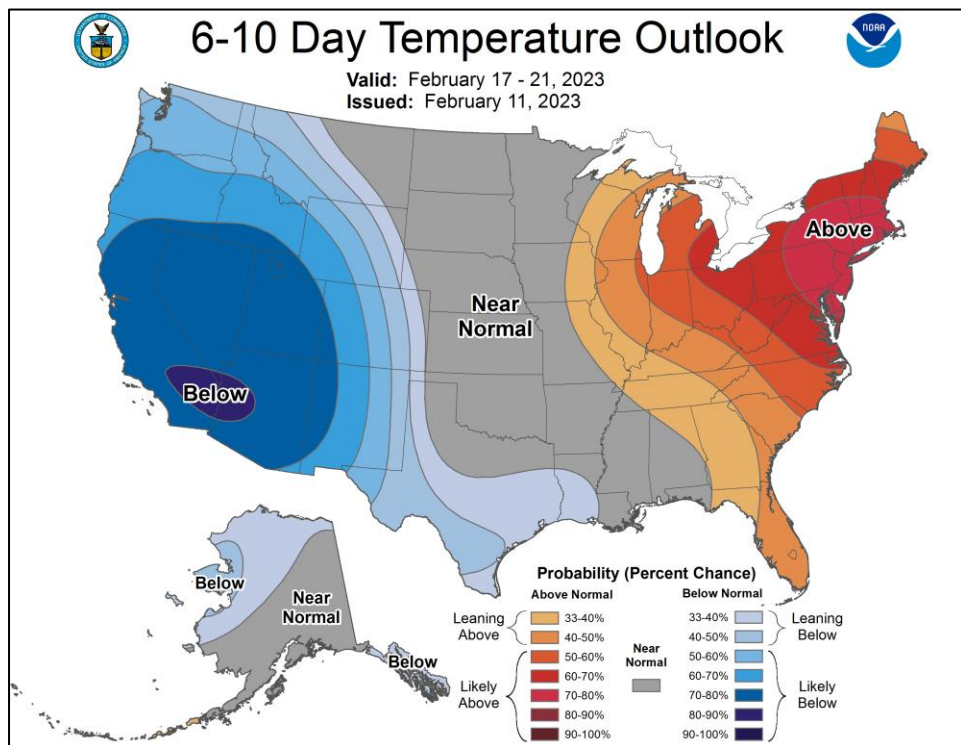 6-10 Day Temperature Outlook
NOAA
Valid: February 17 - 21, 2023
Issued: February 11, 2023
Above
Near
Normal
Below
Below
Near
Normal
Below
Probability (Percent Chance)
Above Normal
Below Normal
Leaning
Above
33-40%
40-50%
Likely
Above
50-60%
60-70%
70-80%
80-90%
90-100%
Near
Normal
33-40%
40-50%
Leaning
Below
50-60%
60-70%
70-80%
80-90%
90-100%
Likely
Below